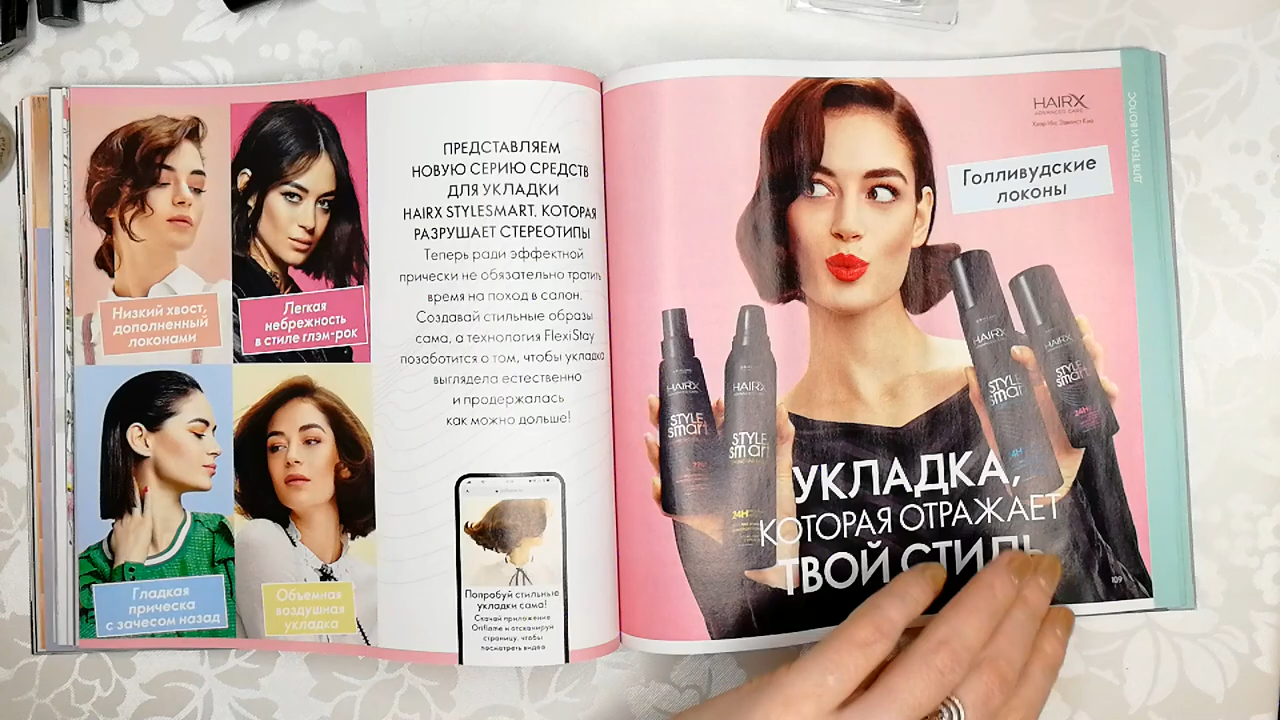 Низкий хвост,
дополненный
локонами
Легкая
небрежность
в стиле глэм-рок
Гладкая
прическа
с зачесом назад
Объемная
воздушная
укладка
ПРЕДСТАВЛЯЕМ
НОВУЮ СЕРИЮ СРЕДСТВ
ДЛЯ УКЛАДКИ
HAIRX STYLESMART, КОТОРАЯ
РАЗРУШАЕТ СТЕРЕОТИПЫ
Теперь ради эффектной
прически не обязательно тратить
время на поход в салон.
Создавай стильные образы
сама, а технология FlexiStay
позаботится о том, чтобы укладка
выглядела естественно
и продержалась
как можно дольше!
Попробуй стильные
укладки сама!
Скачай приложение
Oriflame и отсканируй
страницу, чтобы
посмотреть видео
HAIRX
ADVANCED CARE
ДЛЯ ТЕЛА И ВОЛОС
Голливудские
локоны
HAIRX
STYLE
smart
HAIRX
STYLE
smart
24H
HAIRX
STYLE
smart
HAIRX
STYLE
smart
24H
УКЛАДКА,
КОТОРАЯ ОТРАЖАЕТ
ТВОЙ СТИЛЬ
109